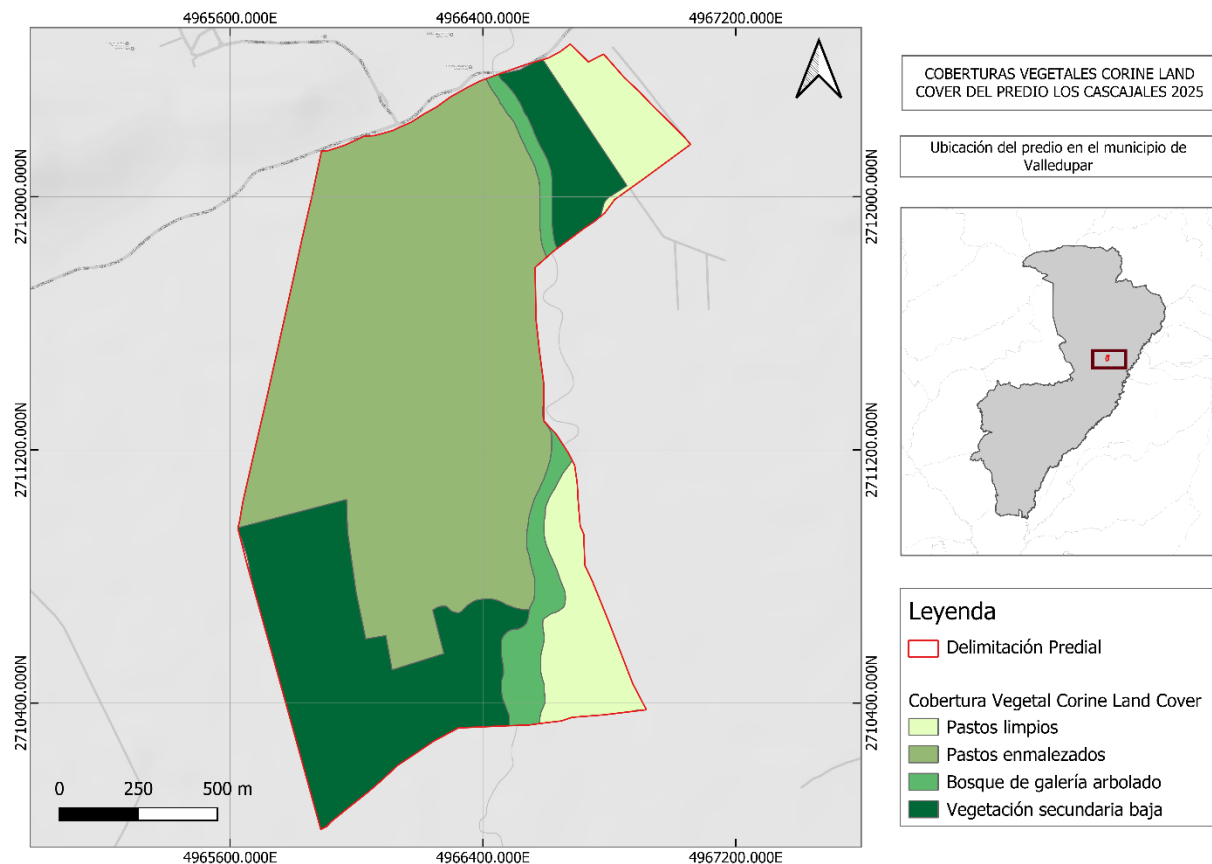 4965600.000E 4966400.000E 4967200.000E
2712000.000N 2712000.000N
2711200.000N 2711200.000N
2710400.000N 2710400.000N
0 250 500 m
4965600.000E 4966400.000E 4967200.000E
COBERTURAS VEGETALES CORINE LAND
COVER DEL PREDIO LOS CASCAJALES 2025
Ubicación del predio en el municipio de
Valledupar
Leyenda
Delimitación Predial
Cobertura Vegetal Corine Land Cover
Pastos limpios
Pastos enmalezados
Bosque de galería arbolado
Vegetación secundaria baja